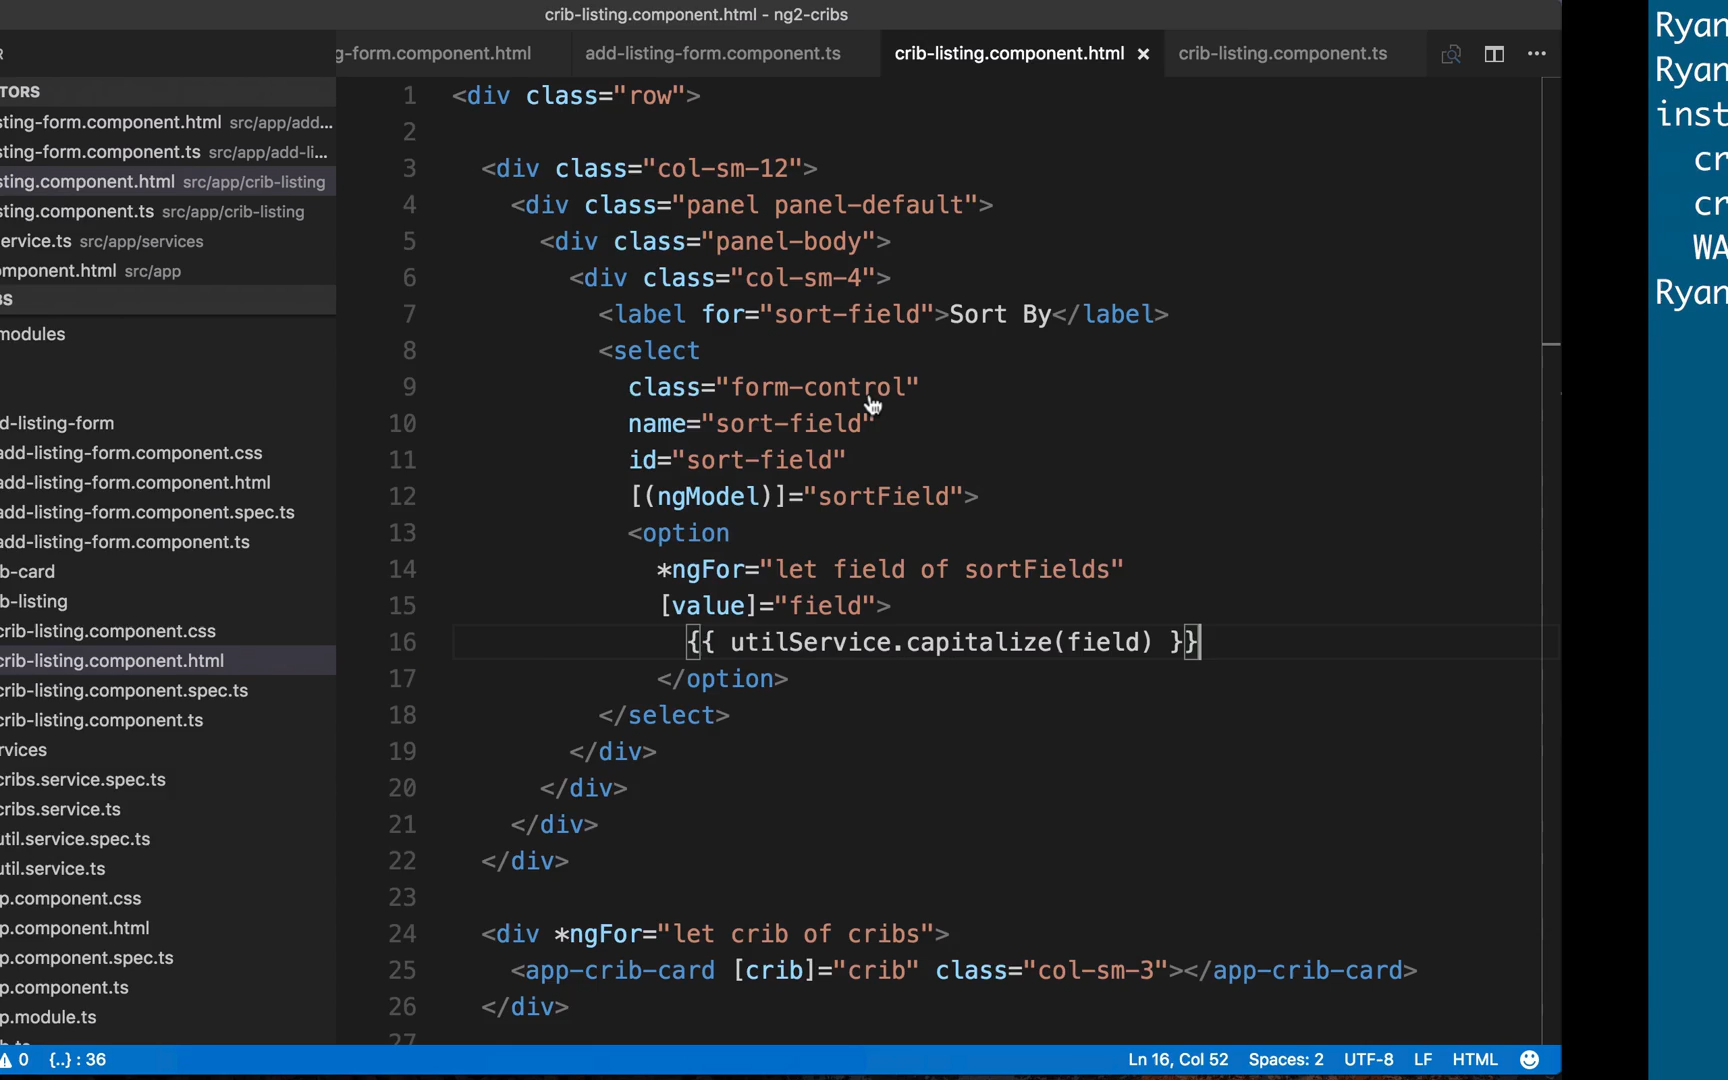 crib-listing.component.html - ng2-cribs
R
g-form.component.html
add-listing-form.component.ts
crib-listing.component.html ×
crib-listing.component.ts
TORS
sting-form.component.html src/app/add...
sting-form.component.ts src/app/add-li...
sting.component.html src/app/crib-listing
sting.component.ts src/app/crib-listing
ervice.ts src/app/services
omponent.html src/app
BS
modules
d-listing-form
add-listing-form.component.css
add-listing-form.component.html
add-listing-form.component.spec.ts
add-listing-form.component.ts
b-card
b-listing
crib-listing.component.css
crib-listing.component.html
crib-listing.component.spec.ts
crib-listing.component.ts
rvices
cribs.service.spec.ts
cribs.service.ts
util.service.spec.ts
util.service.ts
p.component.css
p.component.html
p.component.spec.ts
p.component.ts
p.module.ts
1 <div class="row">
2
3 <div class="col-sm-12">
4 <div class="panel panel-default">
5 <div class="panel-body">
6 <div class="col-sm-4">
7 <label for="sort-field">Sort By</label>
8 <select
9 class="form-control"
10 name="sort-field"
11 id="sort-field"
12 [(ngModel)]="sortField">
13 <option
14 *ngFor="let field of sortFields"
15 [value]="field">
16 {{ utilService.capitalize(field) }}
17 </option>
18 </select>
19 </div>
20 </div>
21 </div>
22 </div>
23
24 <div *ngFor="let crib of cribs">
25 <app-crib-card [crib]="crib" class="col-sm-3"></app-crib-card>
26 </div>
27
0 {..} : 36
Ln 16, Col 52 Spaces: 2 UTF-8 LF HTML
Ryan
Ryan
inst
cr
cr
WA
Ryan